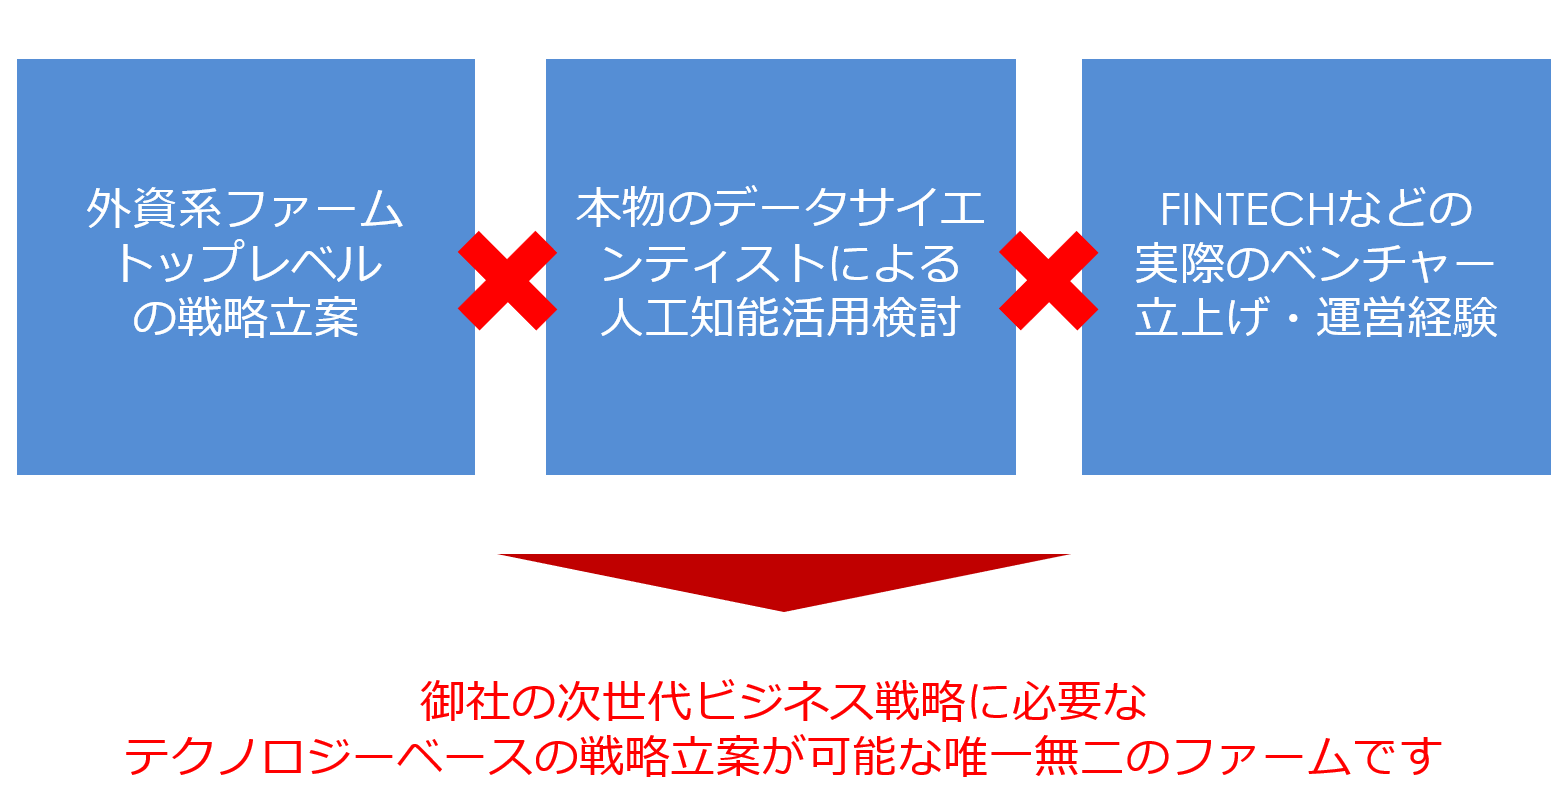 外資系ファーム
トップレベル
の戦略立案
本物のデータサイエ
ンティストによる
人工知能活用検討
FINTECHなどの
実際のベンチャー
立上げ・運営経験
御社の次世代ビジネス戦略に必要な
テクノロジーベースの戦略立案が可能な唯一無二のファームです